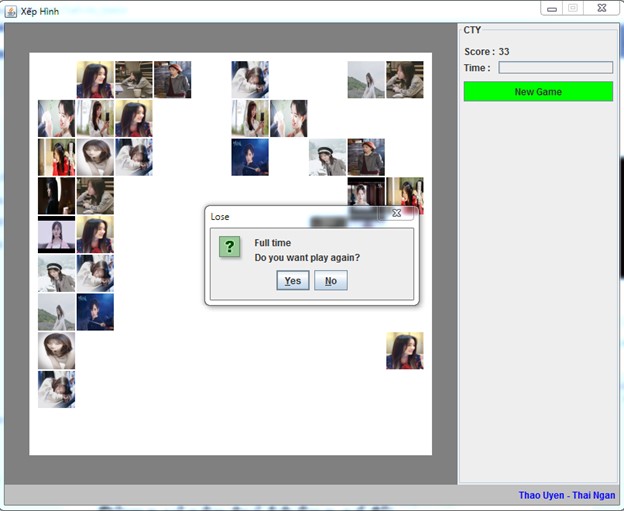 Xếp Hình
CTY
Score : 33
Time :
New Game
Lose
Full time
Do you want play again?
Yes
No
Thao Uyen - Thai Ngan